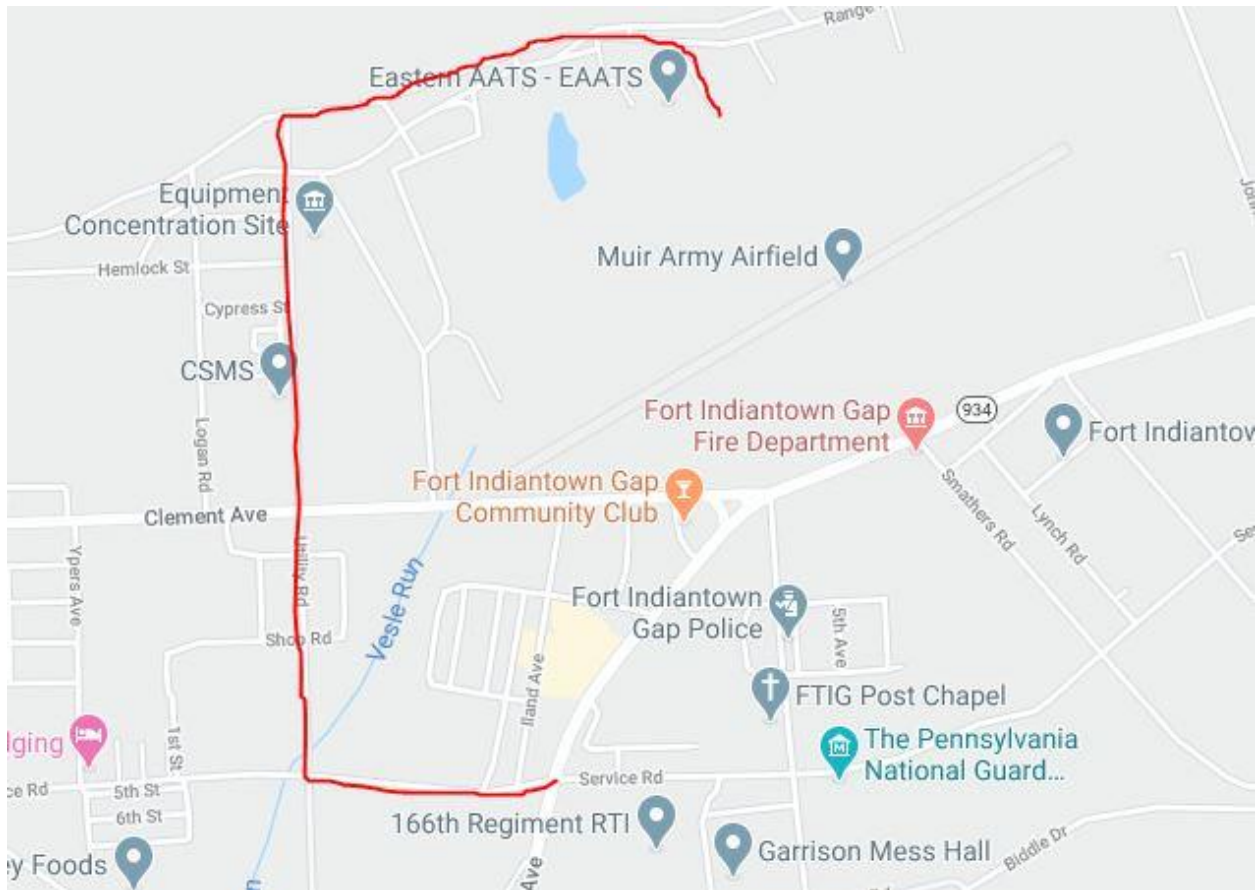 Range
Eastern AATS - EAATS
Equipment
Concentration Site
Hemlock St
Muir Army Airfield
Cypress St
CSMS
Logan Rd
Fort Indiantown Gap
Fire Department
934
Fort Indiantow
Smathers Rd
Lynch Rd
Clement Ave
Fort Indiantown Gap
Community Club
Ypers Ave
Utility Rd
Vesle Run
Shop Rd
Fort Indiantown
Gap Police
5th Ave
FTIG Post Chapel
lland Ave
The Pennsylvania
National Guard...
dging
1st St
ce Rd
5th St
6th St
Service Rd
166th Regiment RTI
Garrison Mess Hall
Biddle Dr
ey Foods
Ave